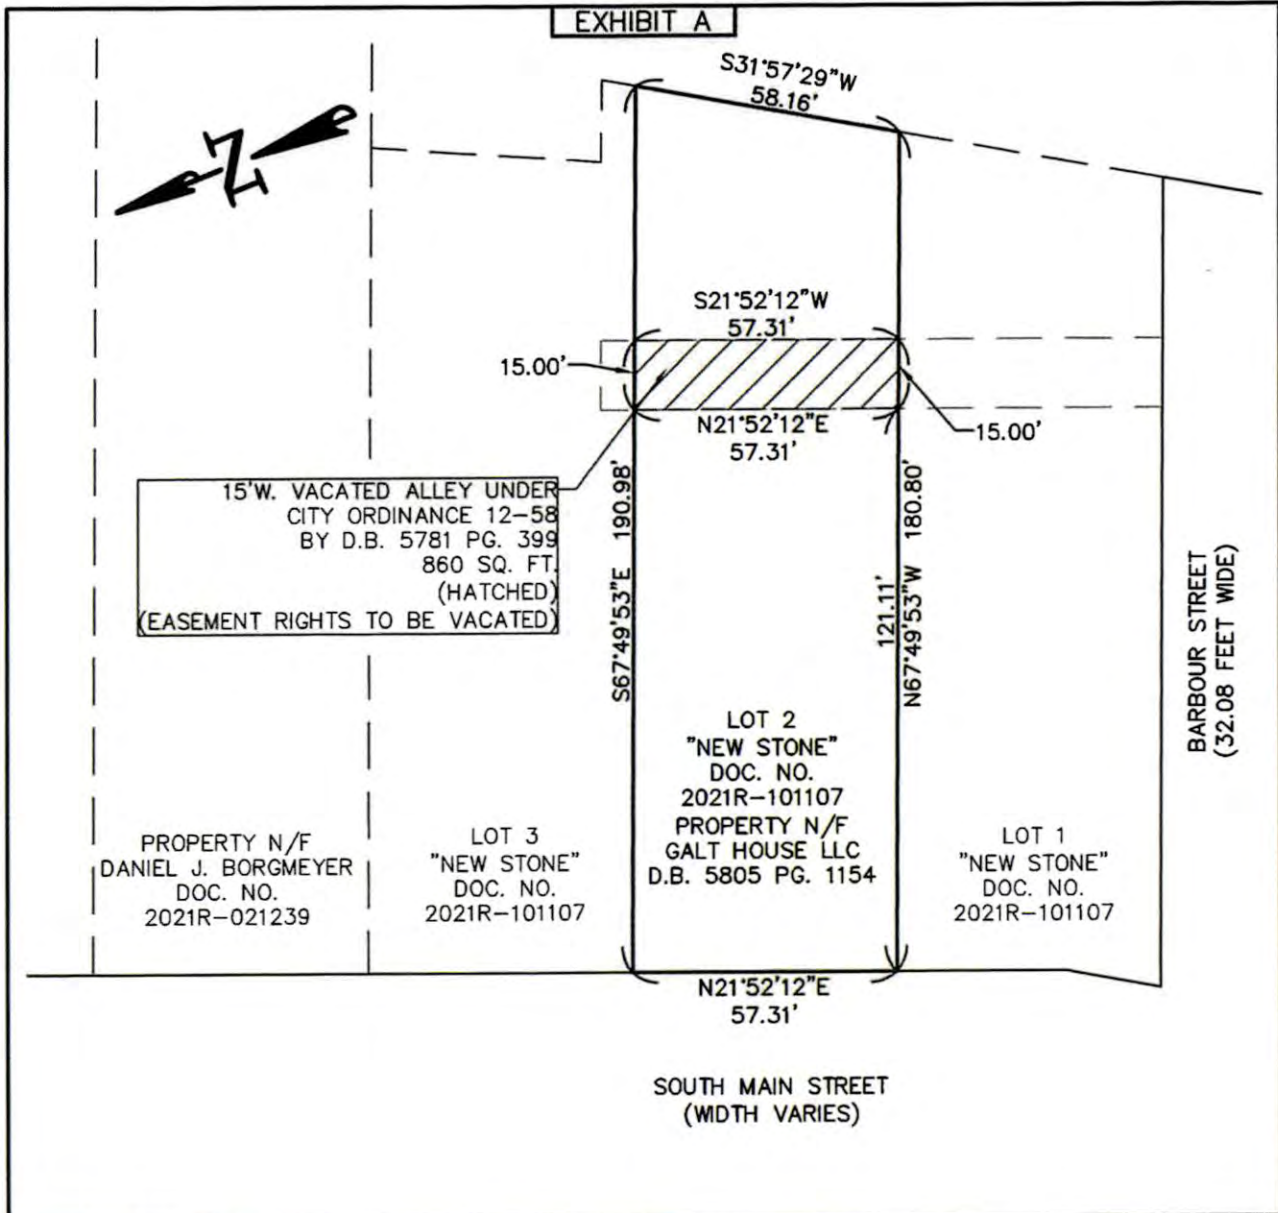 EXHIBIT A
S31°57'29"W
58.16'
N
S21°52'12"W
57.31'
15.00'
N21°52'12"E
57.31'
15.00'
15'W. VACATED ALLEY UNDER
CITY ORDINANCE 12-58
BY D.B. 5781 PG. 399
860 SQ. FT.
(HATCHED)
(EASEMENT RIGHTS TO BE VACATED)
S67°49'53"E 190.98'
121.11'
N67°49'53"W 180.80'
BARBOUR STREET
(32.08 FEET WIDE)
PROPERTY N/F
DANIEL J. BORGMEYER
DOC. NO.
2021R-021239
LOT 3
"NEW STONE"
DOC. NO.
2021R-101107
LOT 2
"NEW STONE"
DOC. NO.
2021R-101107
PROPERTY N/F
GALT HOUSE LLC
D.B. 5805 PG. 1154
LOT 1
"NEW STONE"
DOC. NO.
2021R-101107
N21°52'12"E
57.31'
SOUTH MAIN STREET
(WIDTH VARIES)